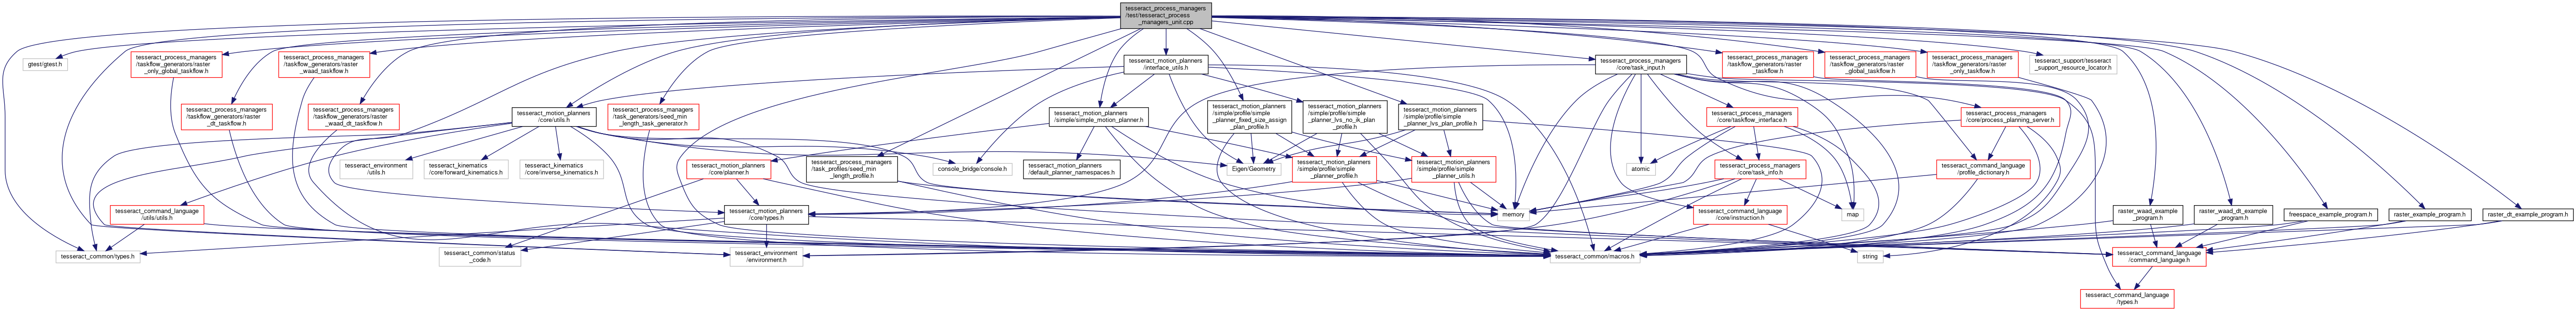 tesseract_process_managers
/test/tesseract_process
_managers_unit.cpp
gtest/gtest.h
tesseract_process_managers
/taskflow_generators/raster
_only_global_taskflow.h
tesseract_process_managers
/taskflow_generators/raster
_waad_taskflow.h
tesseract_motion_planners
/interface_utils.h
tesseract_process_managers
/core/task_input.h
tesseract_process_managers
/taskflow_generators/raster
_taskflow.h
tesseract_process_managers
/taskflow_generators/raster
_global_taskflow.h
tesseract_process_managers
/taskflow_generators/raster
_only_taskflow.h
tesseract_support/tesseract
_support_resource_locator.h
tesseract_process_managers
/taskflow_generators/raster
_dt_taskflow.h
tesseract_process_managers
/taskflow_generators/raster
_waad_dt_taskflow.h
tesseract_motion_planners
/core/utils.h
tesseract_process_managers
/task_generators/seed_min
_length_task_generator.h
tesseract_motion_planners
/simple/simple_motion_planner.h
tesseract_motion_planners
/simple/profile/simple
_planner_fixed_size_assign
_plan_profile.h
tesseract_motion_planners
/simple/profile/simple
_planner_lvs_no_ik_plan
_profile.h
tesseract_motion_planners
/simple/profile/simple
_planner_lvs_plan_profile.h
tesseract_process_managers
/core/taskflow_interface.h
tesseract_process_managers
/core/process_planning_server.h
tesseract_environment
/utils.h
tesseract_kinematics
/core/forward_kinematics.h
tesseract_kinematics
/core/inverse_kinematics.h
tesseract_motion_planners
/core/planner.h
tesseract_process_managers
/task_profiles/seed_min
_length_profile.h
console_bridge/console.h
tesseract_motion_planners
/default_planner_namespaces.h
Eigen/Geometry
tesseract_motion_planners
/simple/profile/simple
_planner_profile.h
tesseract_motion_planners
/simple/profile/simple
_planner_utils.h
atomic
tesseract_process_managers
/core/task_info.h
tesseract_command_language
/profile_dictionary.h
tesseract_command_language
/utils/utils.h
tesseract_motion_planners
/core/types.h
memory
tesseract_command_language
/core/instruction.h
map
raster_waad_example
_program.h
raster_waad_dt_example
_program.h
freespace_example_program.h
raster_example_program.h
raster_dt_example_program.h
tesseract_common/types.h
tesseract_common/status
_code.h
tesseract_environment
/environment.h
tesseract_common/macros.h
string
tesseract_command_language
/command_language.h
tesseract_command_language
/types.h